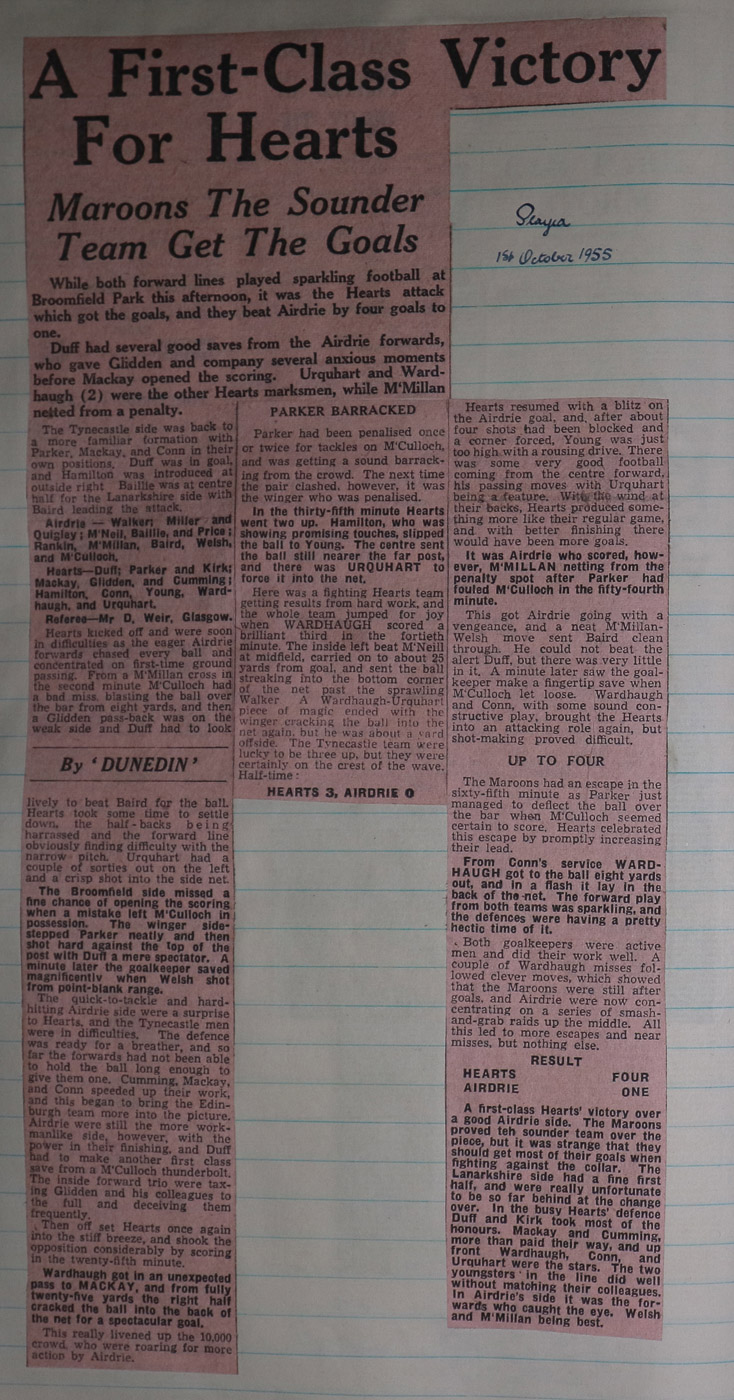 A First-Class Victory
For Hearts
Maroons The Sounder
Team Get The Goals
1st October 1955
While both forward lines played sparkling football at
Broomfield Park this afternoon, it was the Hearts attack
which got the goals, and they beat Airdrie by four goals to
one.
Duff had several good saves from the Airdrie forwards,
who gave Glidden and company several anxious moments
before Mackay opened the scoring. Urquhart and Ward-
haugh (2) were the other Hearts marksmen, while M'Millan
netted from a penalty.
The Tynecastle side was back to
a more familiar formation with
Parker, Mackay, and Conn in their
own positions. Duff was in goal,
and Hamilton was introduced at
outside right. Baillie was at centre
half for the Lanarkshire side with
Baird leading the attack.
Airdrie — Walker; Miller and
Quigley; M'Neil, Baillie, and Price;
Rankin, M'Millan, Baird, Welsh,
and M'Culloch.
Hearts—Duff; Parker and Kirk;
Mackay, Glidden, and Cumming;
Hamilton, Conn, Young, Ward-
haugh, and Urquhart.
Referee—Mr D. Weir, Glasgow.
Hearts kicked off and were soon
in difficulties as the eager Airdrie
forwards chased every ball and
concentrated on first-time ground
passing. From a M'Millan cross in
the second minute M'Culloch had
a bad miss, blasting the ball over
the bar from eight yards, and then
a Glidden pass-back was on the
weak side and Duff had to look
By 'DUNEDIN'
lively to beat Baird for the ball.
Hearts took some time to settle
down, the half-backs being
harrassed and the forward line
obviously finding difficulty with the
narrow pitch. Urquhart had a
couple of sorties out on the left
and a crisp shot into the side net.
The Broomfield side missed a
fine chance of opening the scoring
when a mistake left M'Culloch in
possession. The winger side-
stepped Parker neatly and then
shot hard against the top of the
post with Duff a mere spectator. A
minute later the goalkeeper saved
magnificently when Welsh shot
from point-blank range.
The quick-to-tackle and hard-
hitting Airdrie side were a surprise
to Hearts, and the Tynecastle men
were in difficulties. The defence
was ready for a breather, and so
far the forwards had not been able
to hold the ball long enough to
give them one. Cumming, Mackay,
and Conn speeded up their work,
and this began to bring the Edin-
burgh team more into the picture.
Airdrie were still the more work-
manlike side, however, with the
power in their finishing, and Duff
had to make another first class
save from a M'Culloch thunderbolt.
The inside forward trio were tax-
ing Glidden and his colleagues to
the full and deceiving them
frequently.
Then off set Hearts once again
into the stiff breeze, and shook the
opposition considerably by scoring
in the twenty-fifth minute.
Wardhaugh got in an unexpected
pass to MACKAY, and from fully
twenty-five yards the right half
cracked the ball into the back of
the net for a spectacular goal.
This really livened up the 10,000
crowd, who were roaring for more
action by Airdrie.
PARKER BARRACKED
Parker had been penalised once
or twice for tackles on M'Culloch,
and was getting a sound barrack-
ing from the crowd. The next time
the pair clashed, however, it was
the winger who was penalised.
In the thirty-fifth minute Hearts
went two up. Hamilton, who was
showing promising touches, slipped
the ball to Young. The centre sent
the ball still nearer the far post,
and there was URQUHART to
force it into the net.
Here was a fighting Hearts team
getting results from hard work, and
the whole team jumped for joy
when WARDHAUGH scored a
brilliant third in the fortieth
minute. The inside left beat M'Neill
at midfield, carried on to about 25
yards from goal, and sent the ball
streaking into the bottom corner
of the net past the sprawling
Walker A Wardhaugh-Urquhart
piece of magic ended with the
winger cracking the ball into the
net again, but he was about a yard
offside. The Tynecastle team were
lucky to be three up, but they were
certainly on the crest of the wave.
Half-time:
HEARTS 3, AIRDRIE 0
Hearts resumed with a blitz on
the Airdrie goal, and, after about
four shots had been blocked and
a corner forced, Young was just
too high with a rousing drive. There
was some very good football
coming from the centre forward,
his passing moves with Urquhart
being a feature. With the wind at
their backs, Hearts produced some-
thing more like their regular game,
and with better finishing there
would have been more goals.
It was Airdrie who scored, how-
ever, M'MILLAN netting from the
penalty spot after Parker had
fouled M'Culloch in the fifty-fourth
minute.
This got Airdrie going with a
vengeance, and a neat M'Millan-
Welsh move sent Baird clean
through. He could not beat the
alert Duff, but there was very little
in it. A minute later saw the goal-
keeper make a fingertip save when
M'Culloch let loose. Wardhaugh
and Conn, with some sound con-
structive play, brought the Hearts
into an attacking role again, but
shot-making proved difficult.
UP TO FOUR
The Maroons had an escape in the
sixty-fifth minute as Parker just
managed to deflect the ball over
the bar when M'Culloch seemed
certain to score. Hearts celebrated
this escape by promptly increasing
their lead.
From Conn's service WARD-
HAUGH got to the ball eight yards
out, and in a flash it lay in the
back of the net. The forward play
from both teams was sparkling, and
the defences were having a pretty
hectic time of it.
Both goalkeepers were active
men and did their work well. A
couple of Wardhaugh misses fol-
lowed clever moves, which showed
that the Maroons were still after
goals, and Airdrie were now con-
centrating on a series of smash-
and-grab raids up the middle. All
this led to more escapes and near
misses, but nothing else.
RESULT
HEARTS FOUR
AIRDRIE ONE
A first-class Hearts' victory over
a good Airdrie side. The Maroons
proved teh sounder team over the
piece, but it was strange that they
should get most of their goals when
fighting against the collar. The
Lanarkshire side had a fine first
half, and were really unfortunate
to be so far behind at the change
over. In the busy Hearts' defence
Duff and Kirk took most of the
honours. Mackay and Cumming,
more than paid their way, and up
front Wardhaugh, Conn, and
Urquhart were the stars. The two
youngsters in the line did well
without matching their colleagues.
In Airdrie's side it was the for-
wards who caught the eye. Welsh
and M'Millan being best.